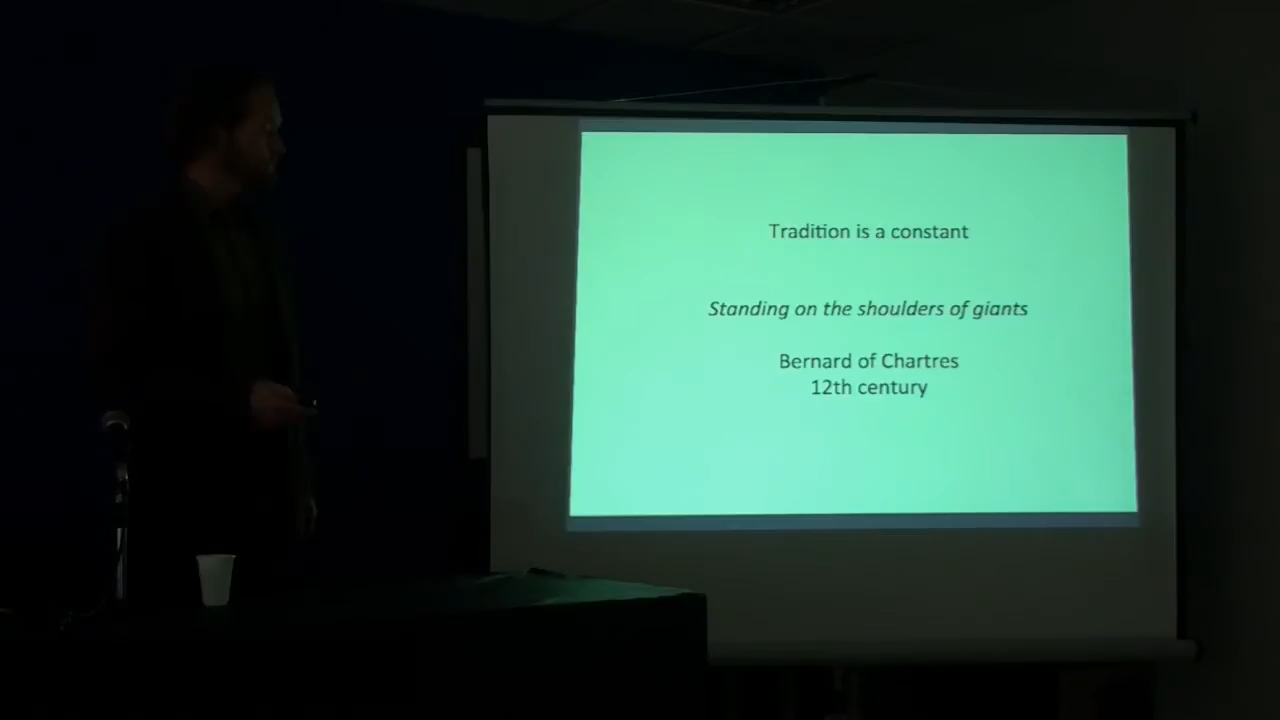 Tradition is a constant
Standing on the shoulders of giants
Bernard of Chartres
12th century